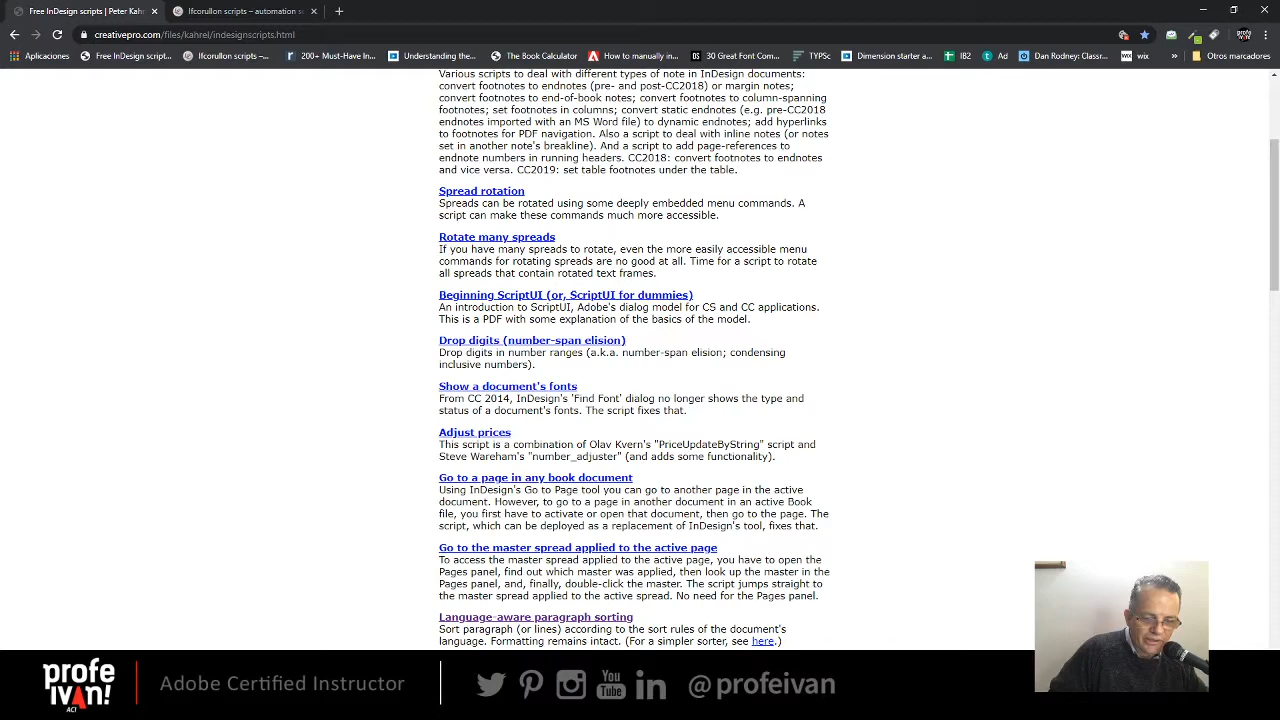 Free InDesign scripts | Peter Kah
lfcorullon scripts – automation s
creativepro.com/files/kahrel/indesignscripts.html
Aplicaciones
Free InDesign script...
lfcorullon scripts –...
200+ Must-Have In...
Understanding the...
The Book Calculator
How to manually in...
30 Great Font Com...
TYPSc
Dimension starter a...
IB2
Ad
Dan Rodney: Classr...
wix
Otros marcadores
Various scripts to deal with different types of note in InDesign documents:
convert footnotes to endnotes (pre- and post-CC2018) or margin notes;
convert footnotes to end-of-book notes; convert footnotes to column-spanning
footnotes; set footnotes in columns; convert static endnotes (e.g. pre-CC2018
endnotes imported with an MS Word file) to dynamic endnotes; add hyperlinks
to footnotes for PDF navigation. Also a script to deal with inline notes (or notes
set in another note's breakline). And a script to add page-references to
endnote numbers in running headers. CC2018: convert footnotes to endnotes
and vice versa. CC2019: set table footnotes under the table.
Spread rotation
Spreads can be rotated using some deeply embedded menu commands. A
script can make these commands much more accessible.
Rotate many spreads
If you have many spreads to rotate, even the more easily accessible menu
commands for rotating spreads are no good at all. Time for a script to rotate
all spreads that contain rotated text frames.
Beginning ScriptUI (or, ScriptUI for dummies)
An introduction to ScriptUI, Adobe's dialog model for CS and CC applications.
This is a PDF with some explanation of the basics of the model.
Drop digits (number-span elision)
Drop digits in number ranges (a.k.a. number-span elision; condensing
inclusive numbers).
Show a document's fonts
From CC 2014, InDesign's 'Find Font' dialog no longer shows the type and
status of a document's fonts. The script fixes that.
Adjust prices
This script is a combination of Olav Kvern's "PriceUpdateByString" script and
Steve Wareham's "number_adjuster" (and adds some functionality).
Go to a page in any book document
Using InDesign's Go to Page tool you can go to another page in the active
document. However, to go to a page in another document in an active Book
file, you first have to activate or open that document, then go to the page. The
script, which can be deployed as a replacement of InDesign's tool, fixes that.
Go to the master spread applied to the active page
To access the master spread applied to the active page, you have to open the
Pages panel, find out which master was applied, then look up the master in the
Pages panel, and, finally, double-click the master. The script jumps straight to
the master spread applied to the active spread. No need for the Pages panel.
Language-aware paragraph sorting
Sort paragraph (or lines) according to the sort rules of the document's
language. Formatting remains intact. (For a simpler sorter, see here.)
profe
IVAN!
ACI
Adobe Certified Instructor
You
Tube
in
@profeivan